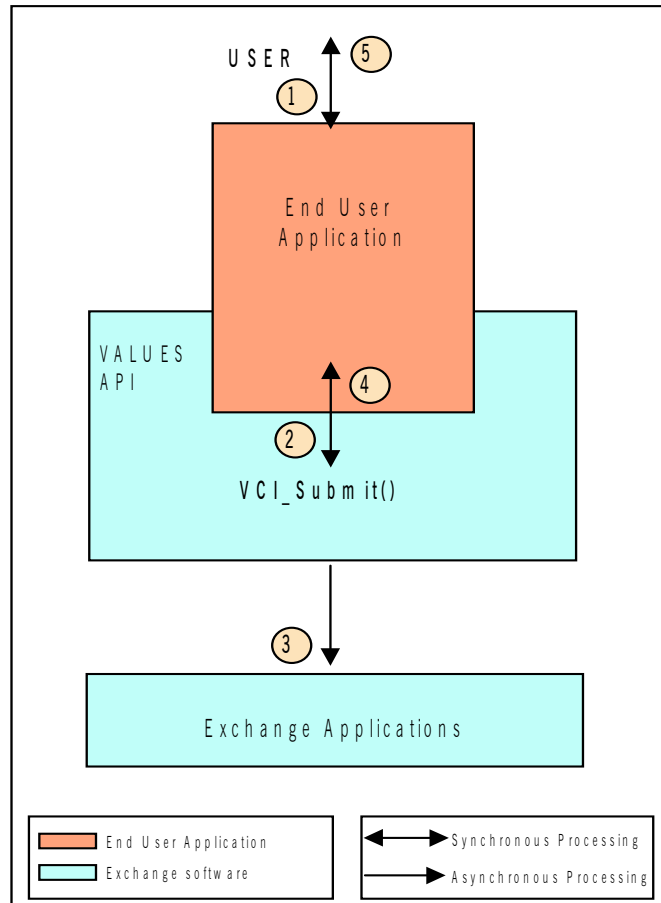 5
USER
1
End User
Application
VALUES
API
4
2
VCI_Submit()
3
Exchange Applications
End User Application
Exchange software
Synchronous Processing
Asynchronous Processing